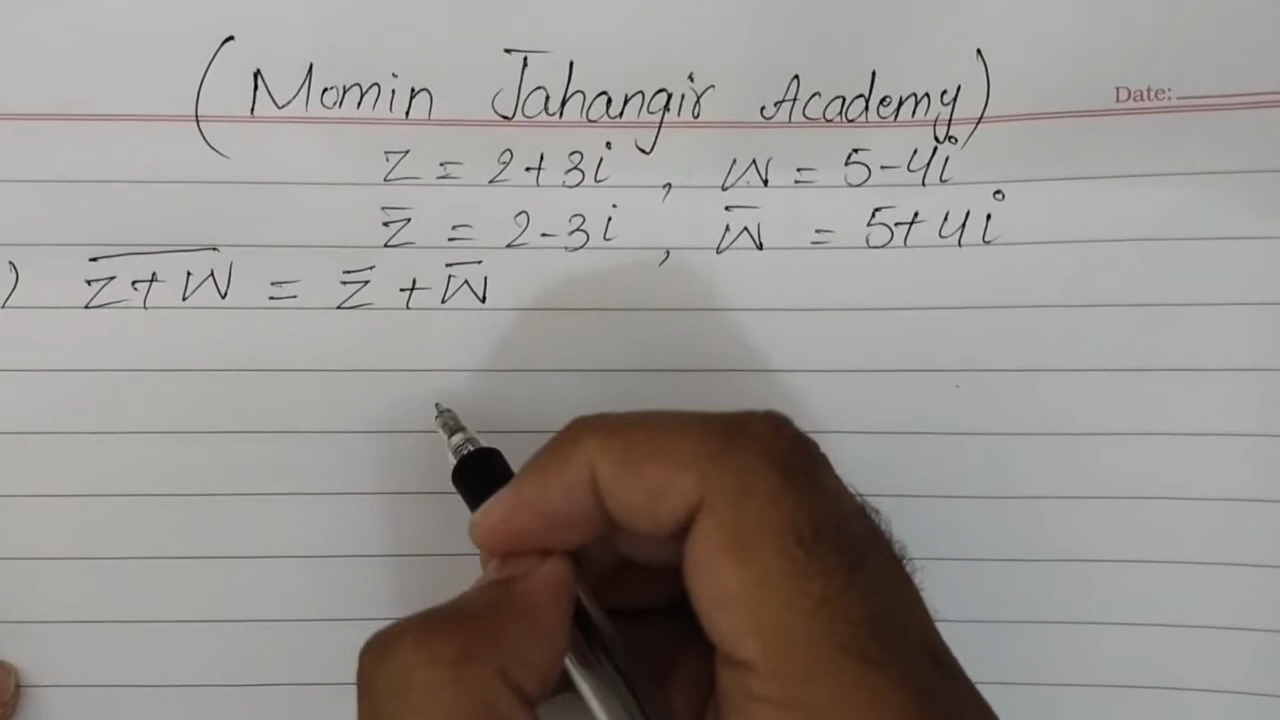 (Momin Jahangir Academy)
Date:
z = 2+3i , w = 5-4i
z̅ = 2-3i , w̅ = 5+4i
) z̅+̅w̅ = z̅ + w̅